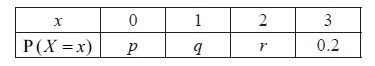 x 0 1 2 3
P(X = x) p q r 0.2